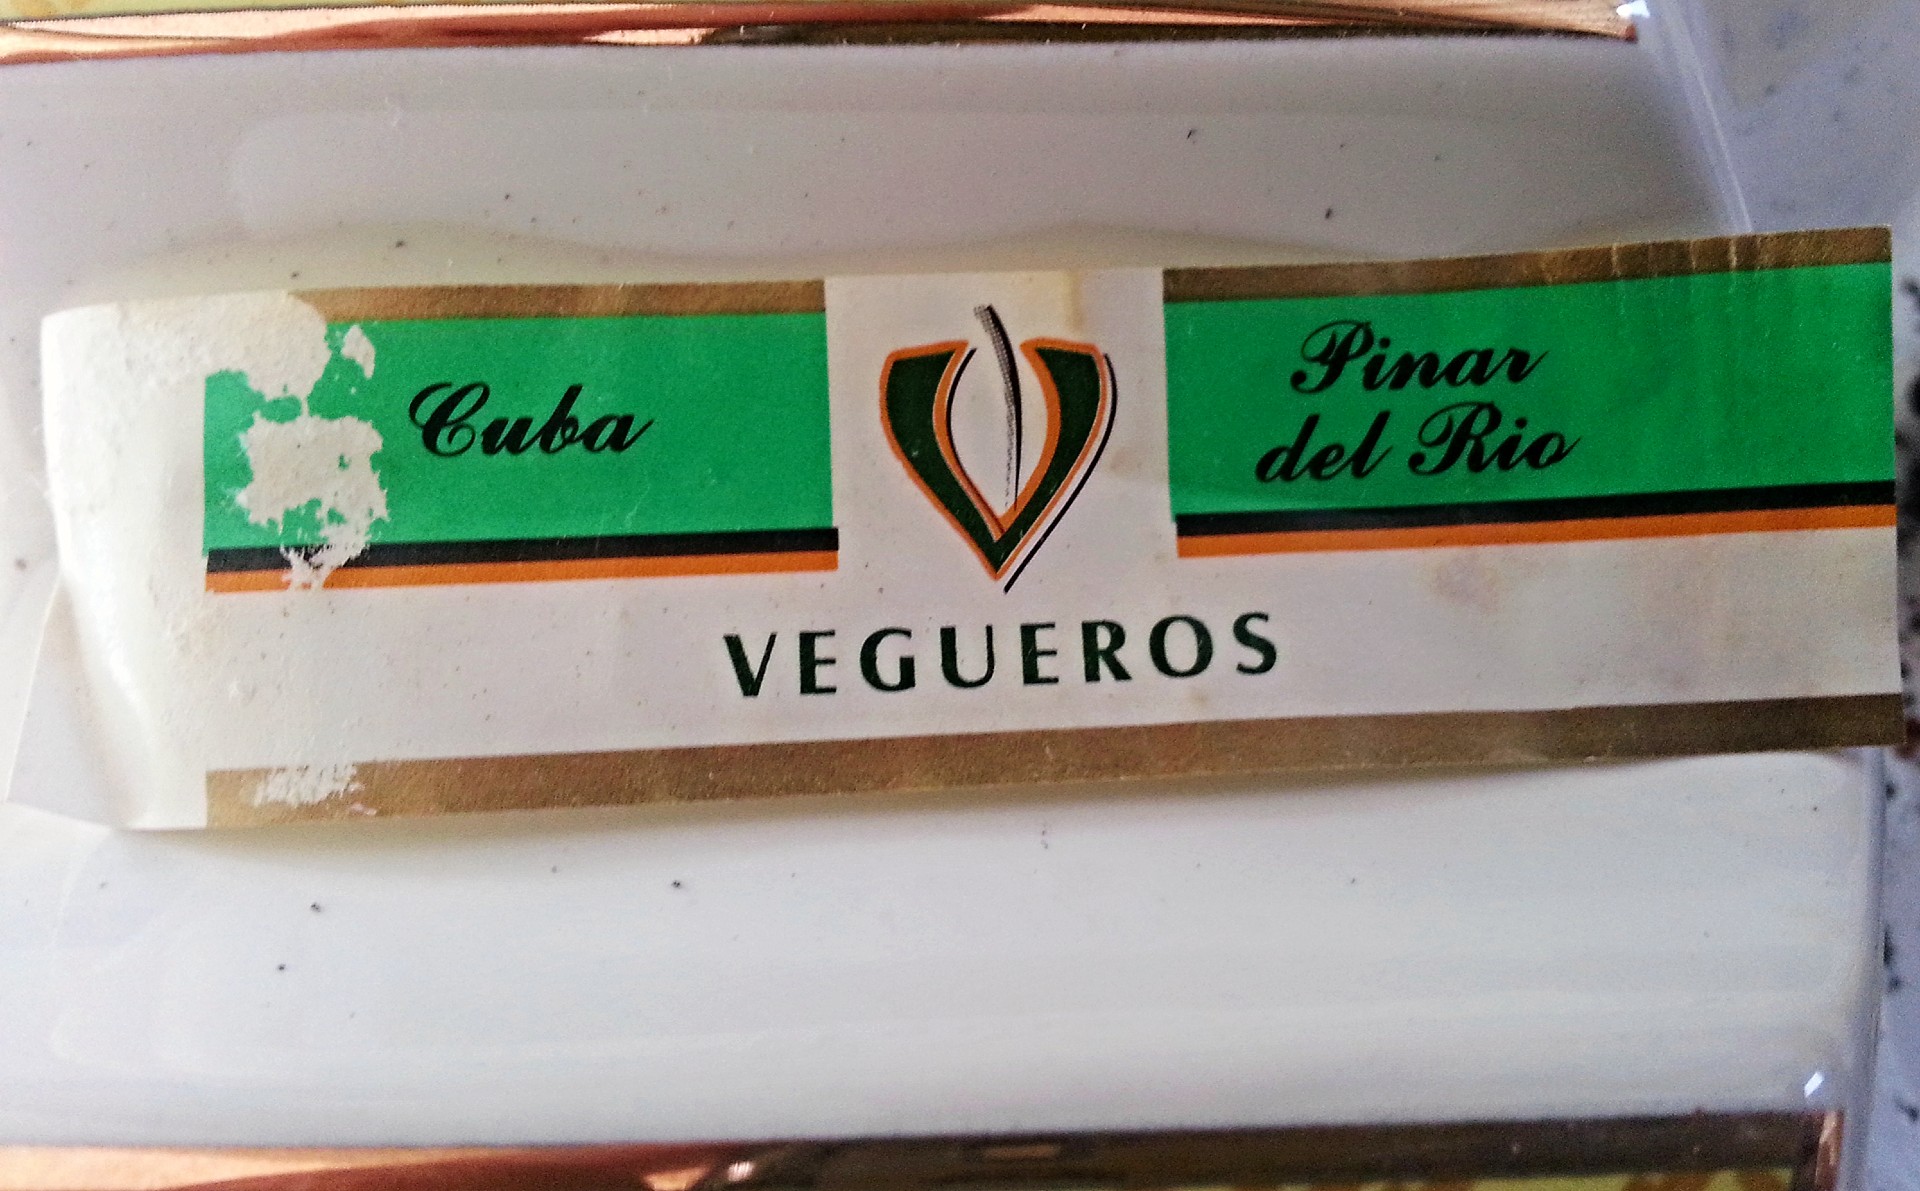 Cuba
Pinar
del Rio
VEGUEROS